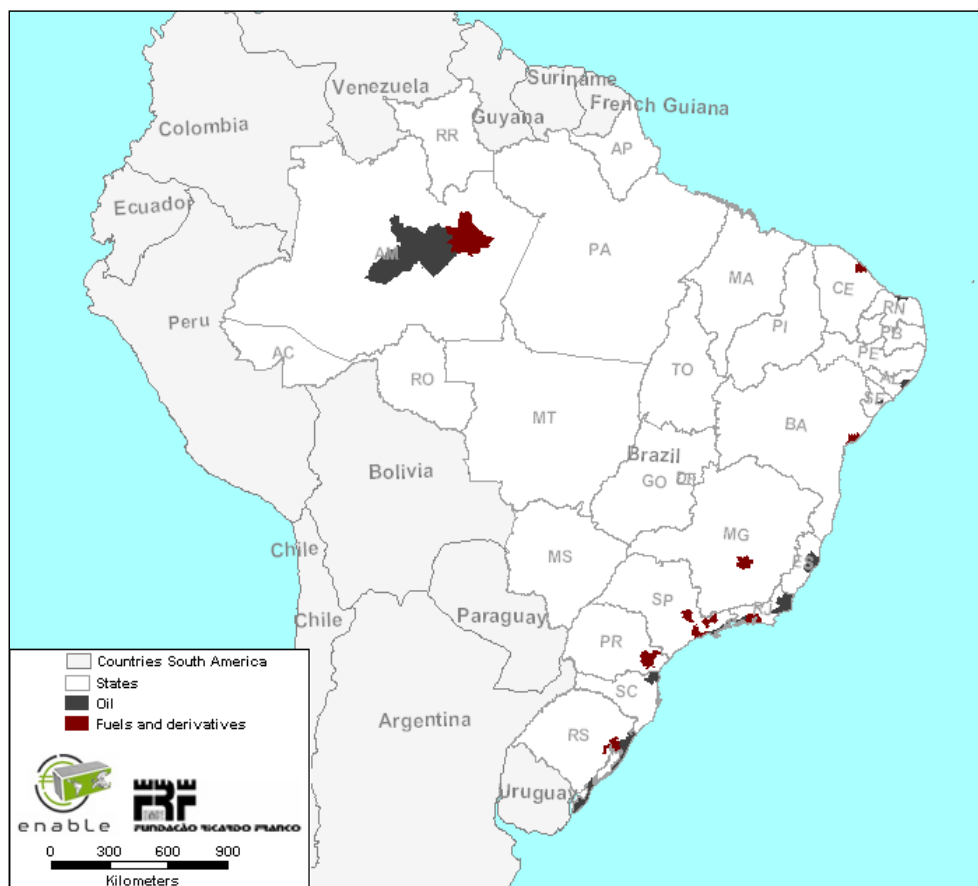 Venezuela
Suriname
Guyana
French Guiana
Colombia
RR
AP
Ecuador
AM
PA
MA
CE
RN
PI
PB
Peru
PE
AC
AL
RO
TO
SE
MT
BA
Brazil
Bolivia
GO
DF
MG
Chile
MS
ES
SP
RJ
Chile
Paraguay
PR
SC
Argentina
RS
Uruguay
Countries South America
States
Oil
Fuels and derivatives
enable
FRF
FUNDAÇÃO RICARDO FRANCO
0 300 600 900
Kilometers